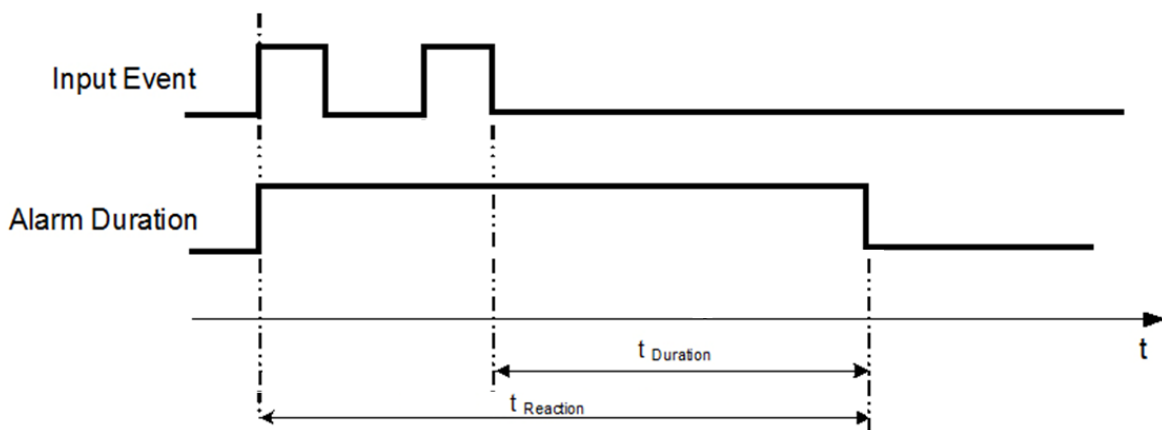 Input Event
Alarm Duration
t
t Duration
t Reaction